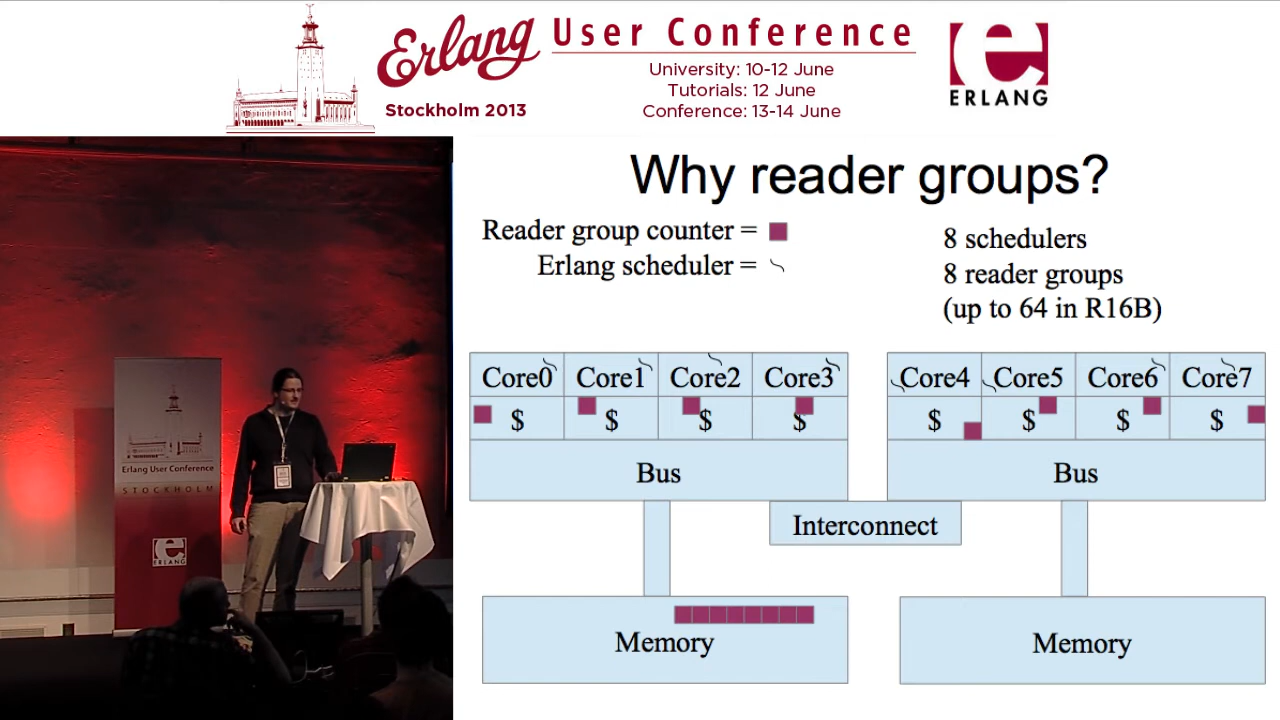 Erlang User Conference
Stockholm 2013
University: 10-12 June
Tutorials: 12 June
Conference: 13-14 June
e
ERLANG
Why reader groups?
Reader group counter =
Erlang scheduler =
8 schedulers
8 reader groups
(up to 64 in R16B)
Core0 Core1 Core2 Core3
$ $ $ $
Bus
Core4 Core5 Core6 Core7
$ $ $ $
Bus
Interconnect
Memory
Memory
Erlang User Conference
STOCKHOLM
e
ERLANG